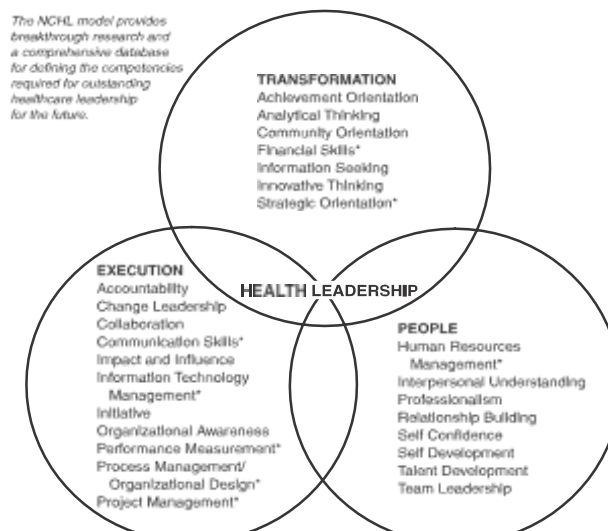 The NCHL model provides
breakthrough research and
a comprehensive database
for defining the competencies
required for outstanding
healthcare leadership
for the future.
TRANSFORMATION
Achievement Orientation
Analytical Thinking
Community Orientation
Financial Skills*
Information Seeking
Innovative Thinking
Strategic Orientation*
HEALTH LEADERSHIP
EXECUTION
Accountability
Change Leadership
Collaboration
Communication Skills*
Impact and Influence
Information Technology
Management*
Initiative
Organizational Awareness
Performance Measurement*
Process Management/
Organizational Design*
Project Management*
PEOPLE
Human Resources
Management*
Interpersonal Understanding
Professionalism
Relationship Building
Self Confidence
Self Development
Talent Development
Team Leadership